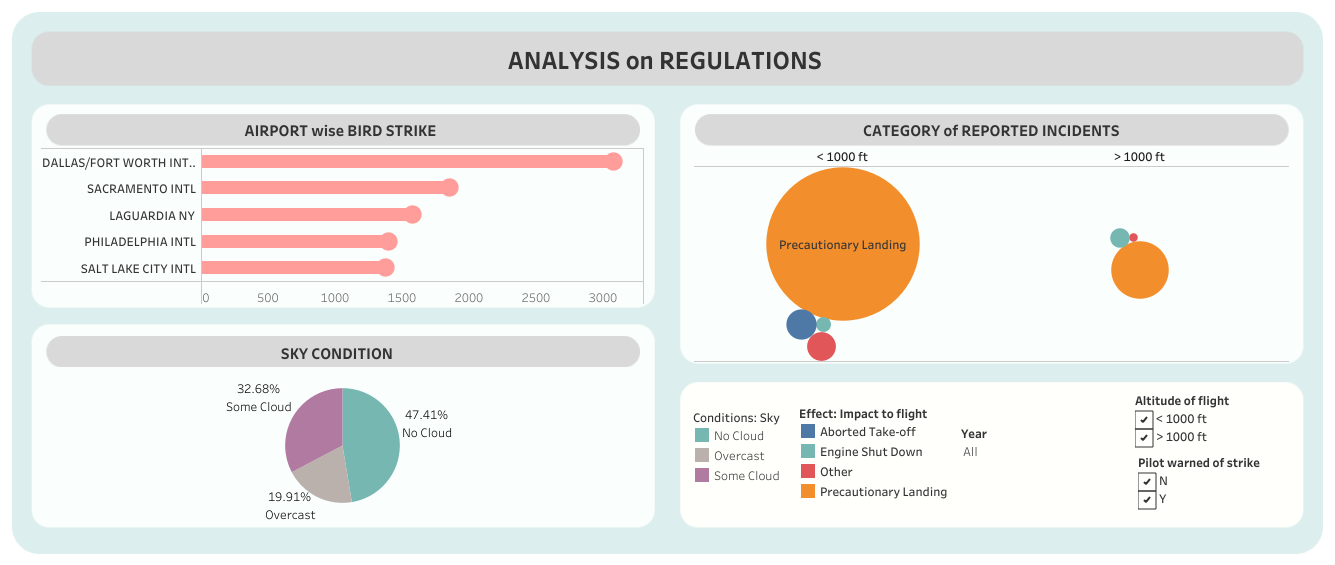 ANALYSIS on REGULATIONS
AIRPORT wise BIRD STRIKE
DALLAS/FORT WORTH INT..
SACRAMENTO INTL
LAGUARDIA NY
PHILADELPHIA INTL
SALT LAKE CITY INTL
0 500 1000 1500 2000 2500 3000
SKY CONDITION
32.68%
Some Cloud
47.41%
No Cloud
19.91%
Overcast
CATEGORY of REPORTED INCIDENTS
< 1000 ft > 1000 ft
Precautionary Landing
Conditions: Sky
No Cloud
Overcast
Some Cloud
Effect: Impact to flight
Aborted Take-off
Engine Shut Down
Other
Precautionary Landing
Year
All
Altitude of flight
< 1000 ft
> 1000 ft
Pilot warned of strike
N
Y